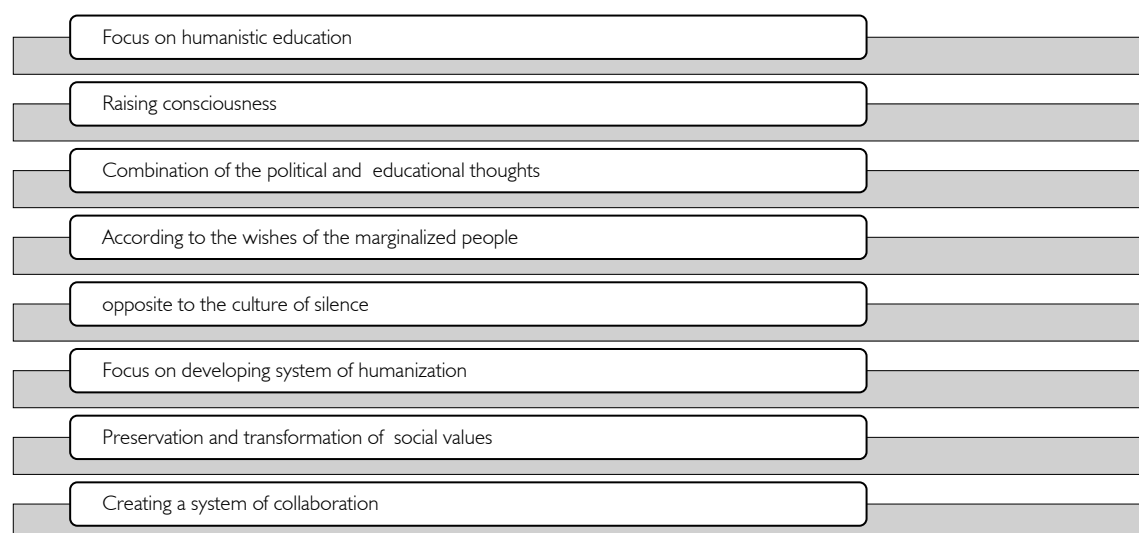 Focus on humanistic education
Raising consciousness
Combination of the political and  educational thoughts
According to the wishes of the marginalized people
opposite to the culture of silence
Focus on developing system of humanization
Preservation and transformation of  social values
Creating a system of collaboration